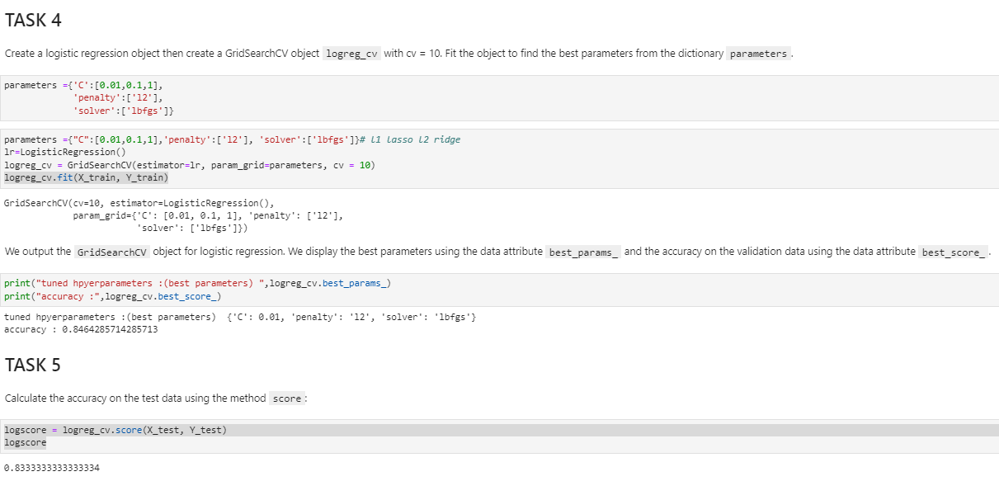 TASK 4
Create a logistic regression object then create a GridSearchCV object logreg_cv with cv = 10. Fit the object to find the best parameters from the dictionary parameters .
parameters ={'C':[0.01,0.1,1],
'penalty':['l2'],
'solver':['lbfgs']}
parameters ={"C":[0.01,0.1,1],'penalty':['l2'], 'solver':['lbfgs']}# l1 lasso l2 ridge
lr=LogisticRegression()
logreg_cv = GridSearchCV(estimator=lr, param_grid=parameters, cv = 10)
logreg_cv.fit(X_train, Y_train)
GridSearchCV(cv=10, estimator=LogisticRegression(),
param_grid={'C': [0.01, 0.1, 1], 'penalty': ['l2'],
'solver': ['lbfgs']})
We output the GridSearchCV object for logistic regression. We display the best parameters using the data attribute best_params_ and the accuracy on the validation data using the data attribute best_score_ .
print("tuned hpyerparameters :(best parameters) ",logreg_cv.best_params_)
print("accuracy :",logreg_cv.best_score_)
tuned hpyerparameters :(best parameters)  {'C': 0.01, 'penalty': 'l2', 'solver': 'lbfgs'}
accuracy : 0.8464285714285713
TASK 5
Calculate the accuracy on the test data using the method score :
logscore = logreg_cv.score(X_test, Y_test)
logscore
0.8333333333333334